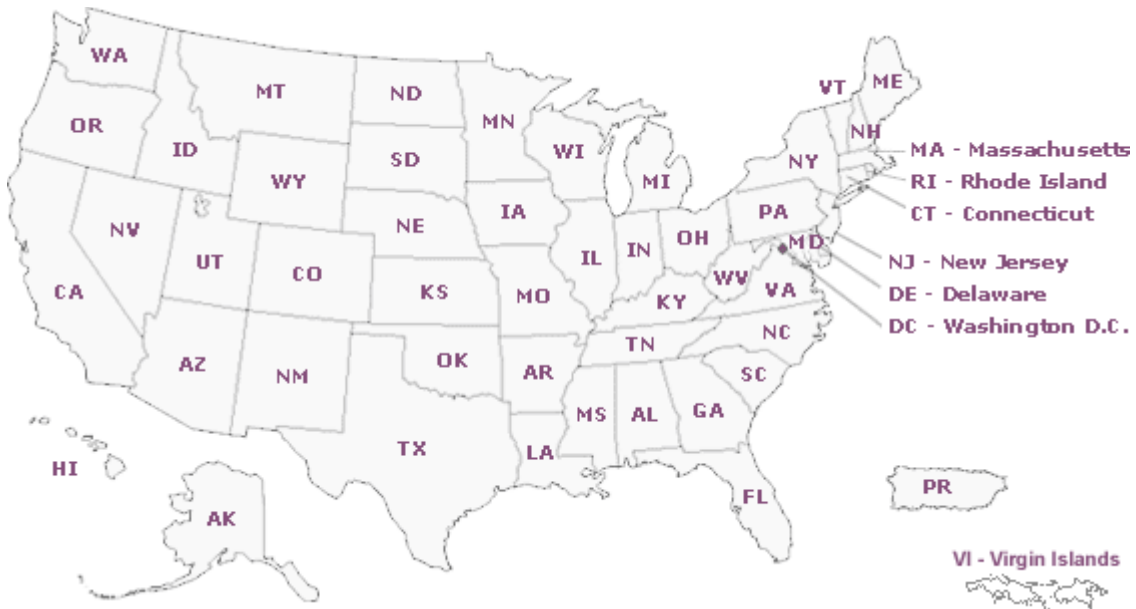 WA
MT
ND
MN
VT
ME
OR
ID
SD
WI
NH
MA - Massachusetts
NY
WY
MI
RI - Rhode Island
IA
PA
CT - Connecticut
NV
NE
OH
MD
UT
IL
IN
NJ - New Jersey
CO
WV
CA
KS
MO
VA
DE - Delaware
KY
DC - Washington D.C.
NC
TN
AZ
OK
NM
AR
SC
MS
AL
GA
TX
LA
HI
FL
PR
AK
VI - Virgin Islands